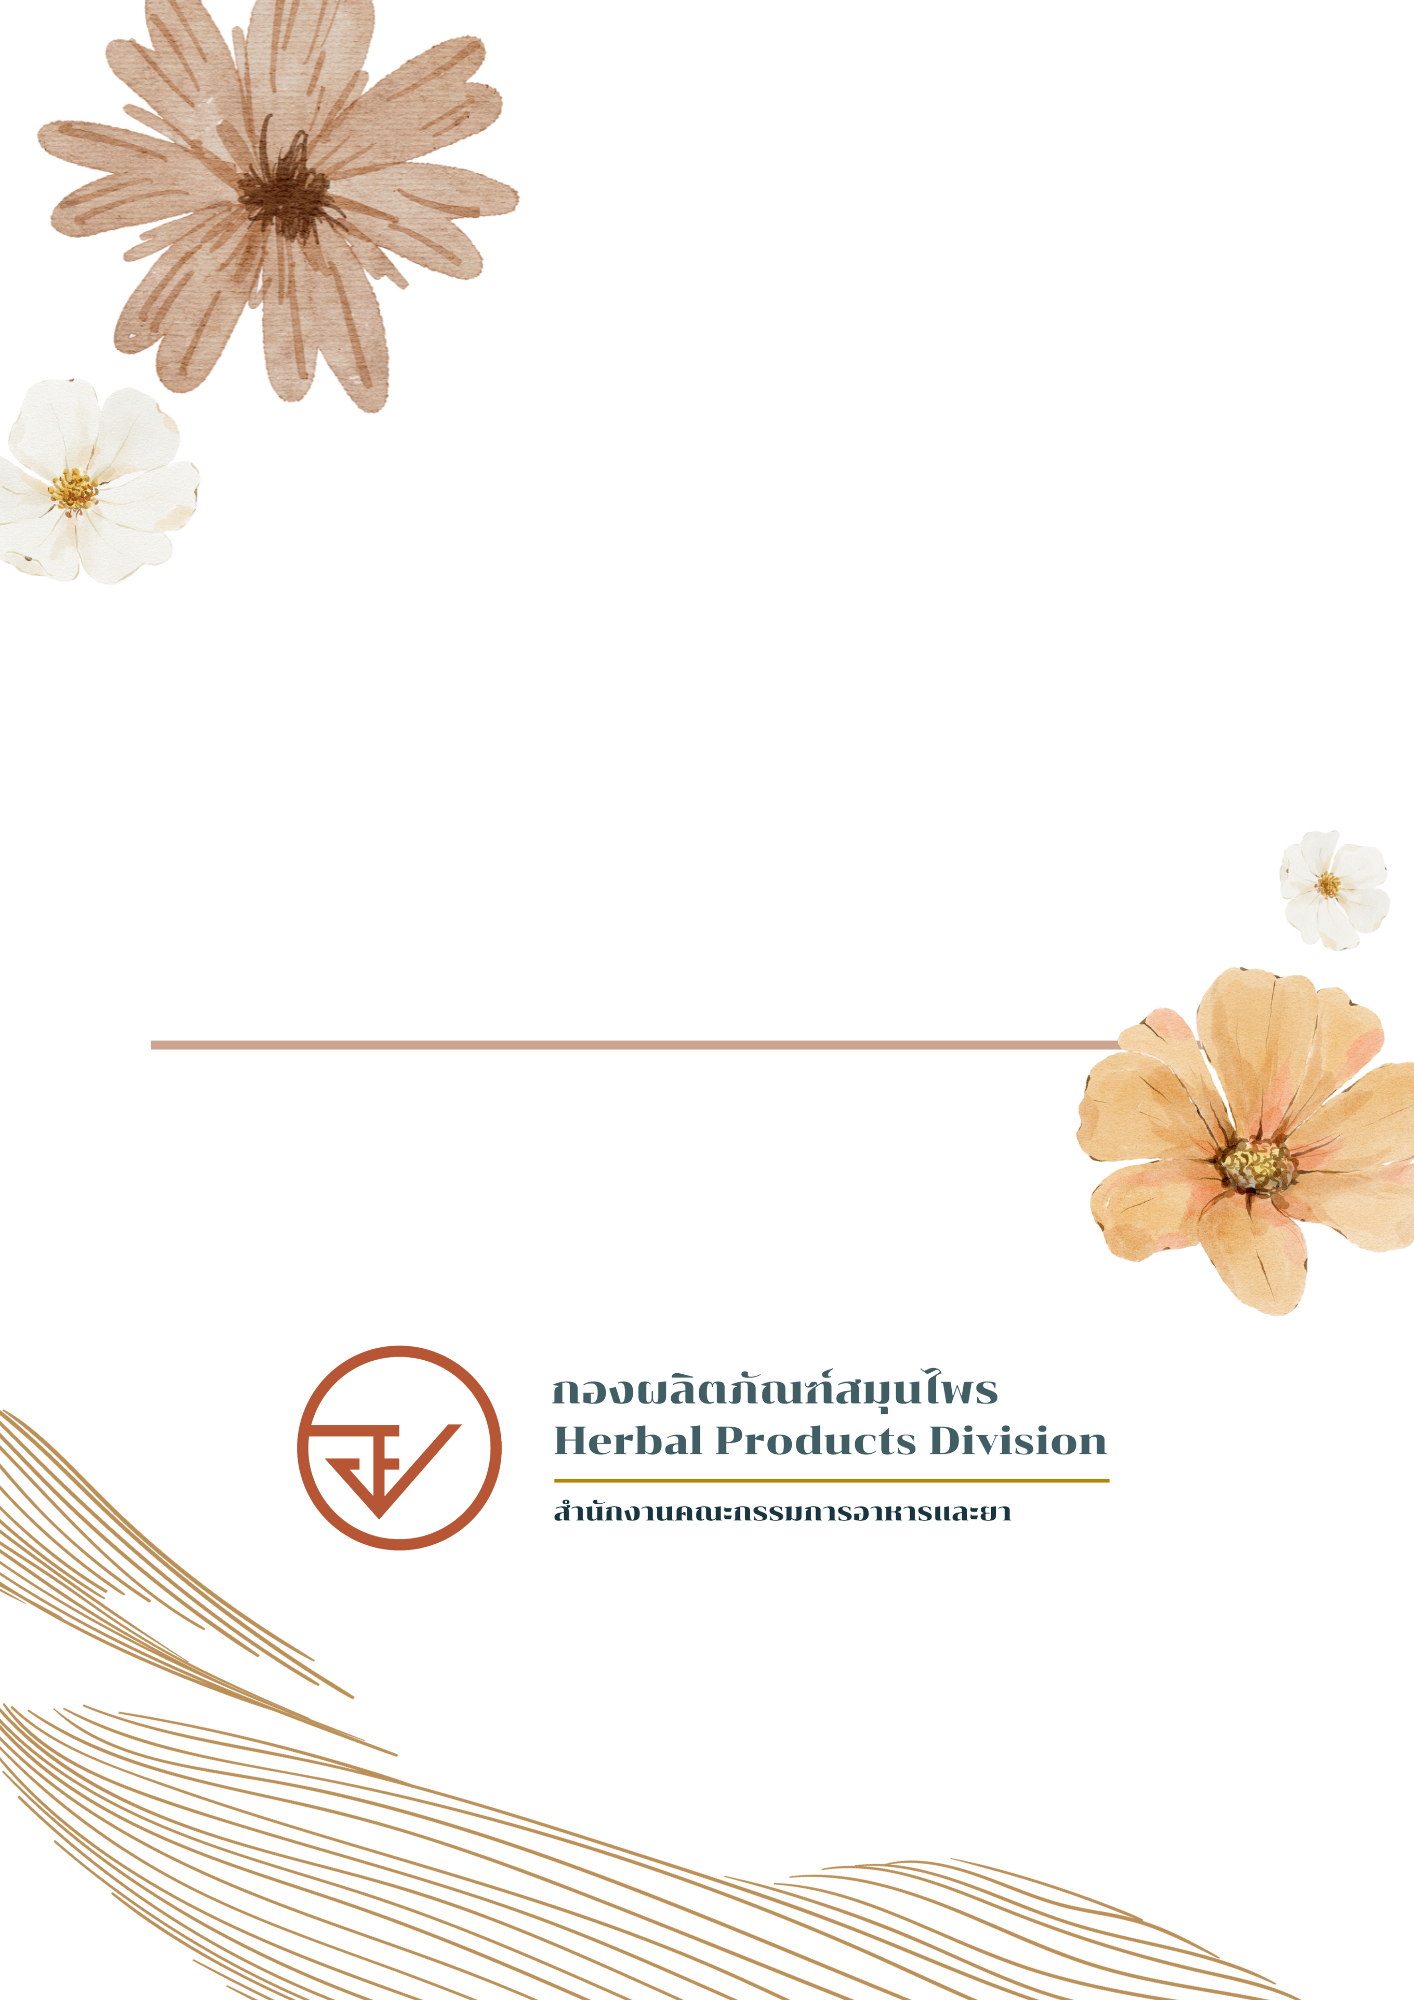 กองผลิตภัณฑ์สมุนไพร
Herbal Products Division
สำนักงานคณะกรรมการอาหารและยา